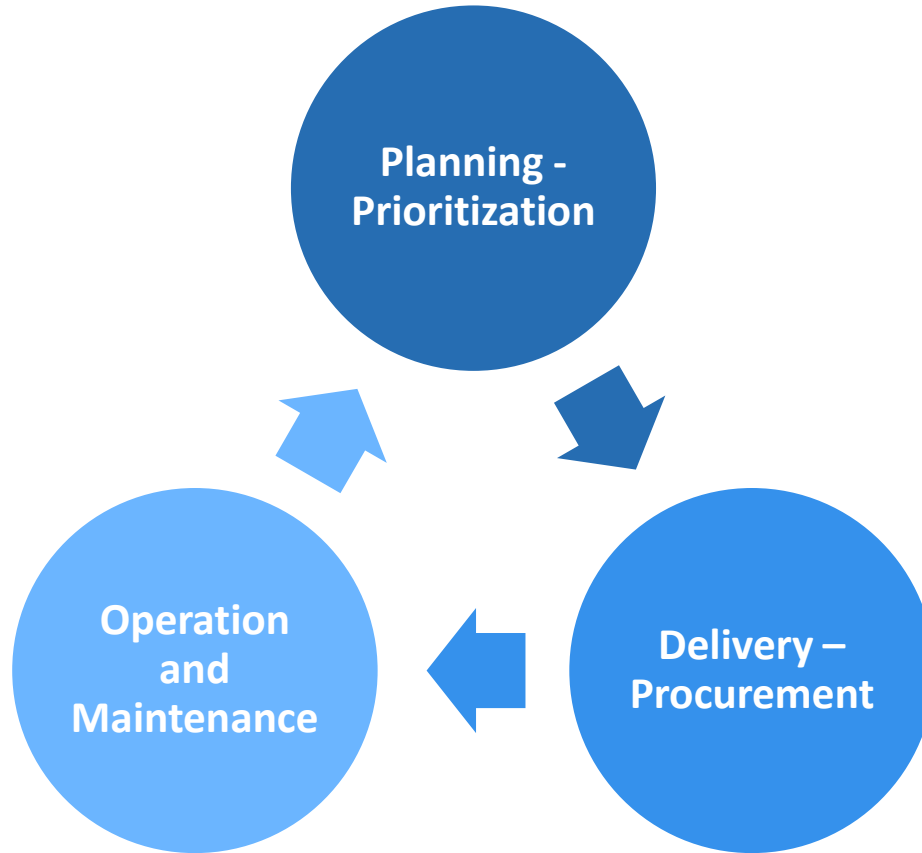 Planning -
Prioritization
Delivery –
Procurement
Operation
and
Maintenance